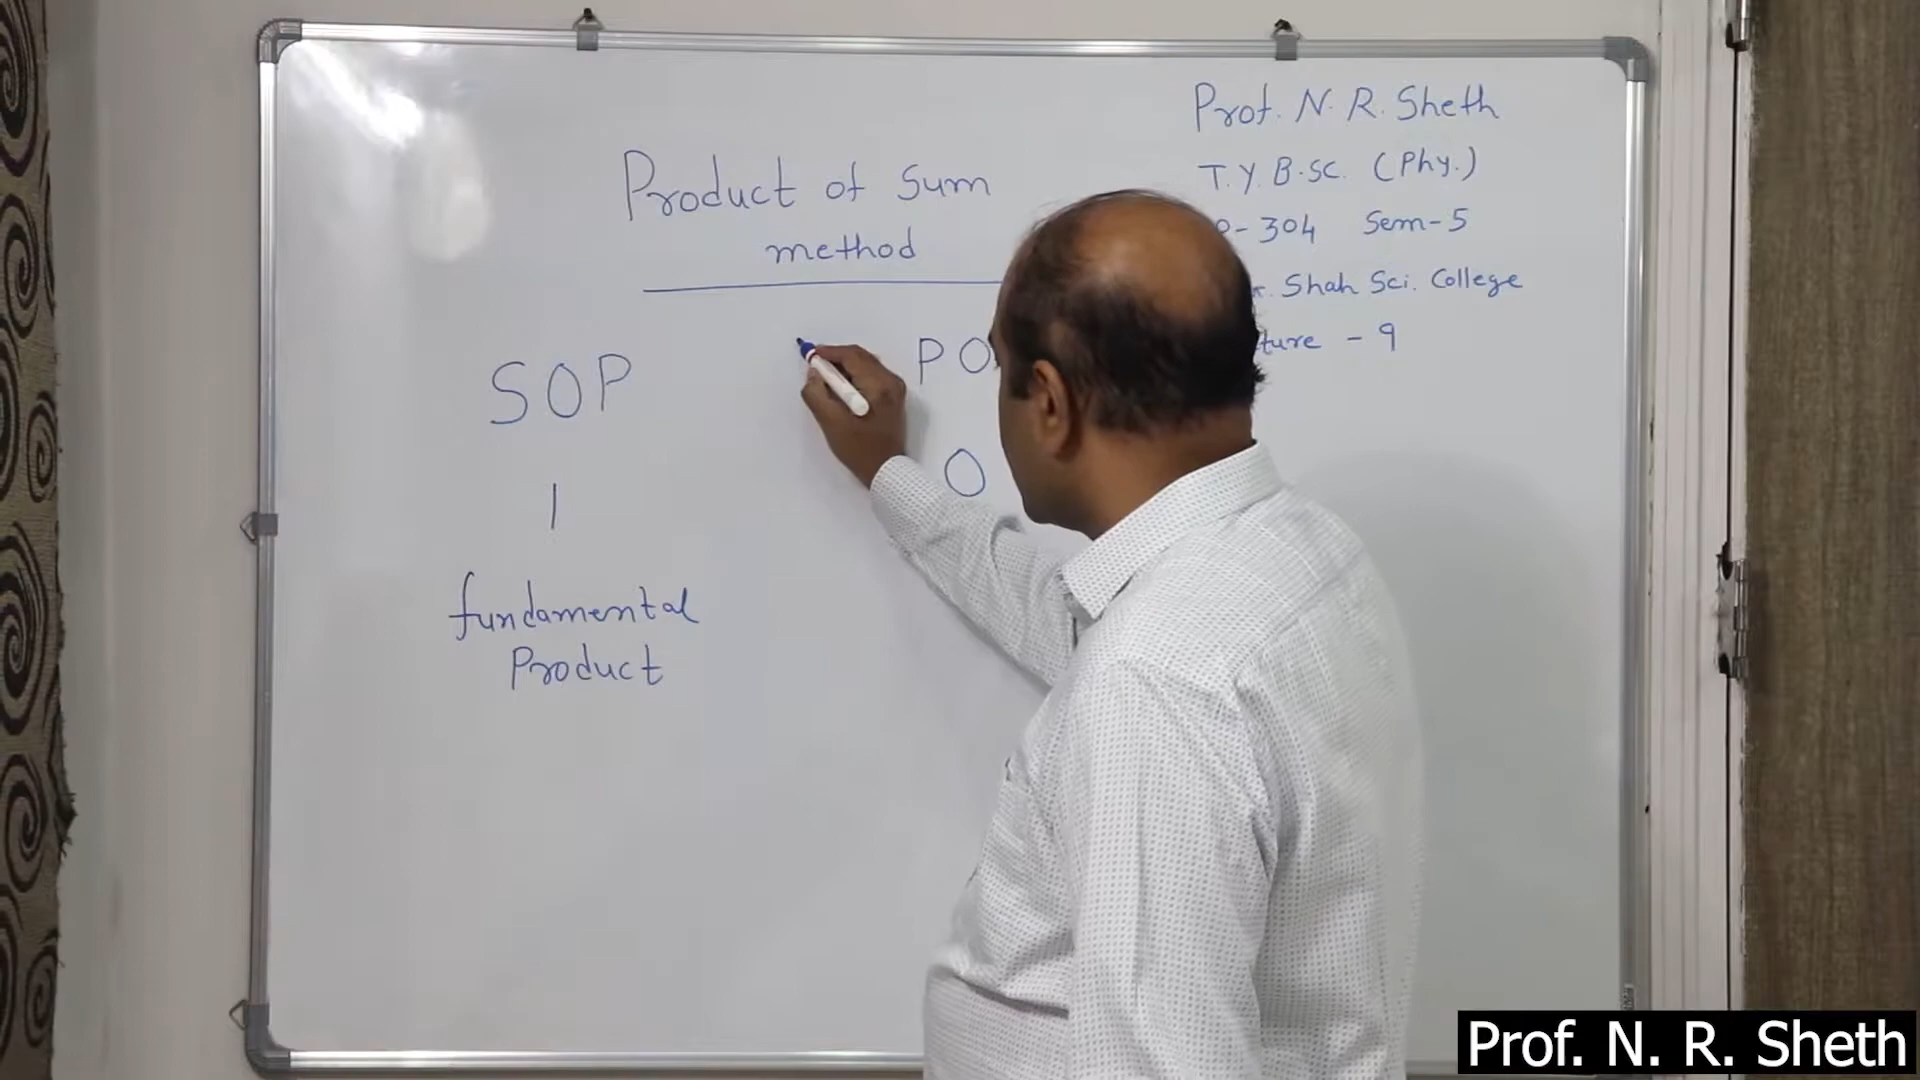 Prof. N. R. Sheth
T. Y. B.sc. (Phy.)
304 Sem-5
Shah Sci. College
- 9
Product of Sum
method
SOP
PO
1
0
fundamental
Product
Prof. N. R. Sheth